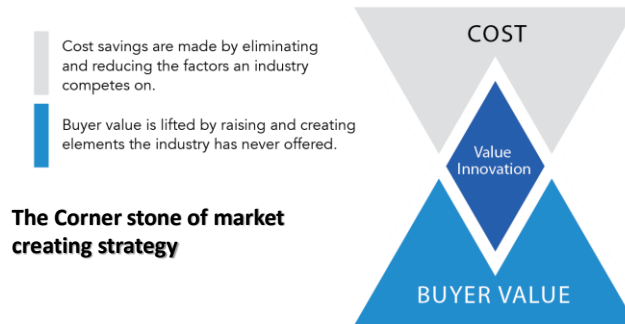 Cost savings are made by eliminating
and reducing the factors an industry
competes on.
Buyer value is lifted by raising and creating
elements the industry has never offered.
The Corner stone of market
creating strategy
COST
Value
Innovation
BUYER VALUE